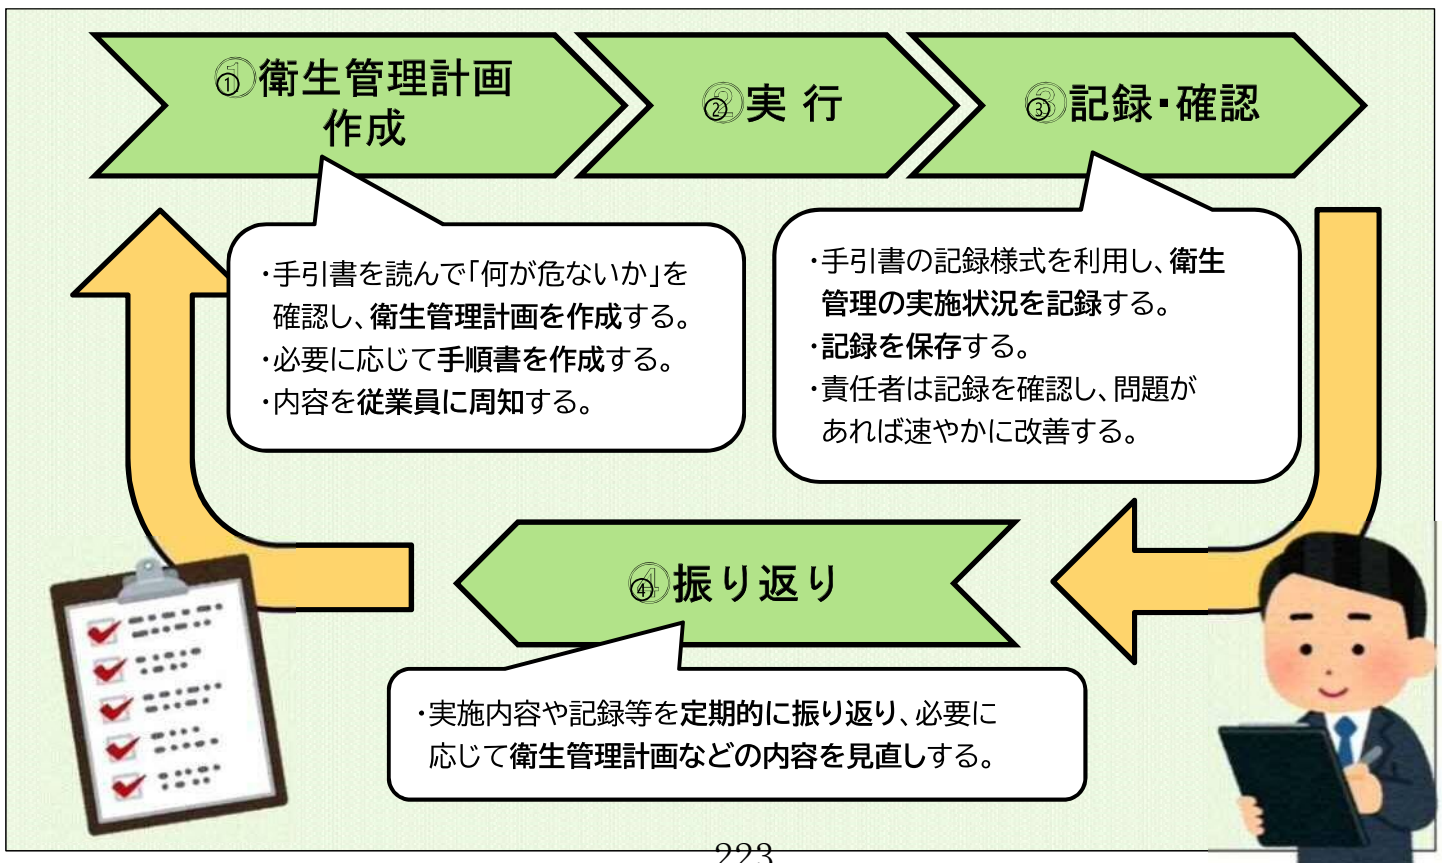 ①衛生管理計画
作成
②実 行
③記録・確認
・手引書を読んで「何が危ないか」を
確認し、衛生管理計画を作成する。
・必要に応じて手順書を作成する。
・内容を従業員に周知する。
・手引書の記録様式を利用し、衛生
管理の実施状況を記録する。
・記録を保存する。
・責任者は記録を確認し、問題が
あれば速やかに改善する。
④振り返り
・実施内容や記録等を定期的に振り返り、必要に
応じて衛生管理計画などの内容を見直しする。
223